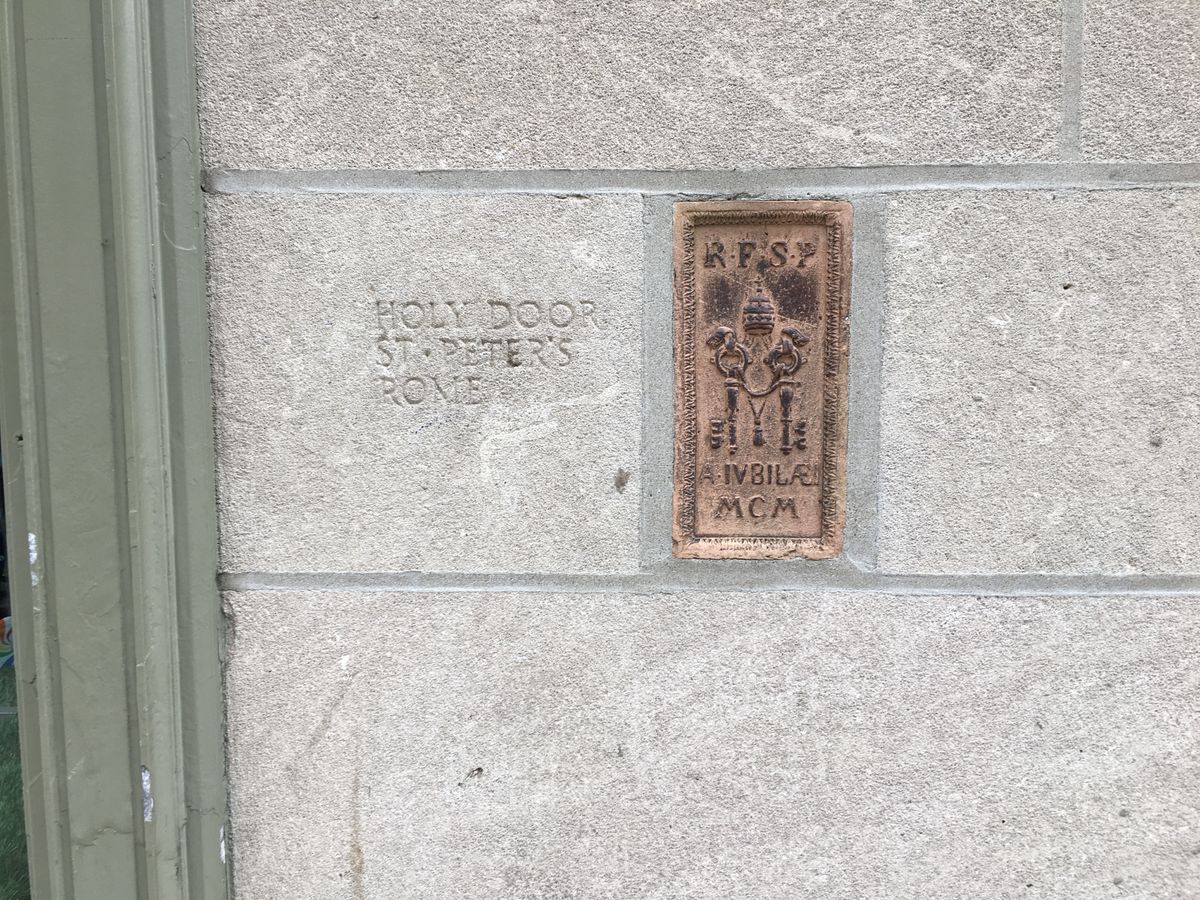 HOLY DOOR
ST·PETER'S
ROME
R·F·S·P
A·IVBILÆI
MCM